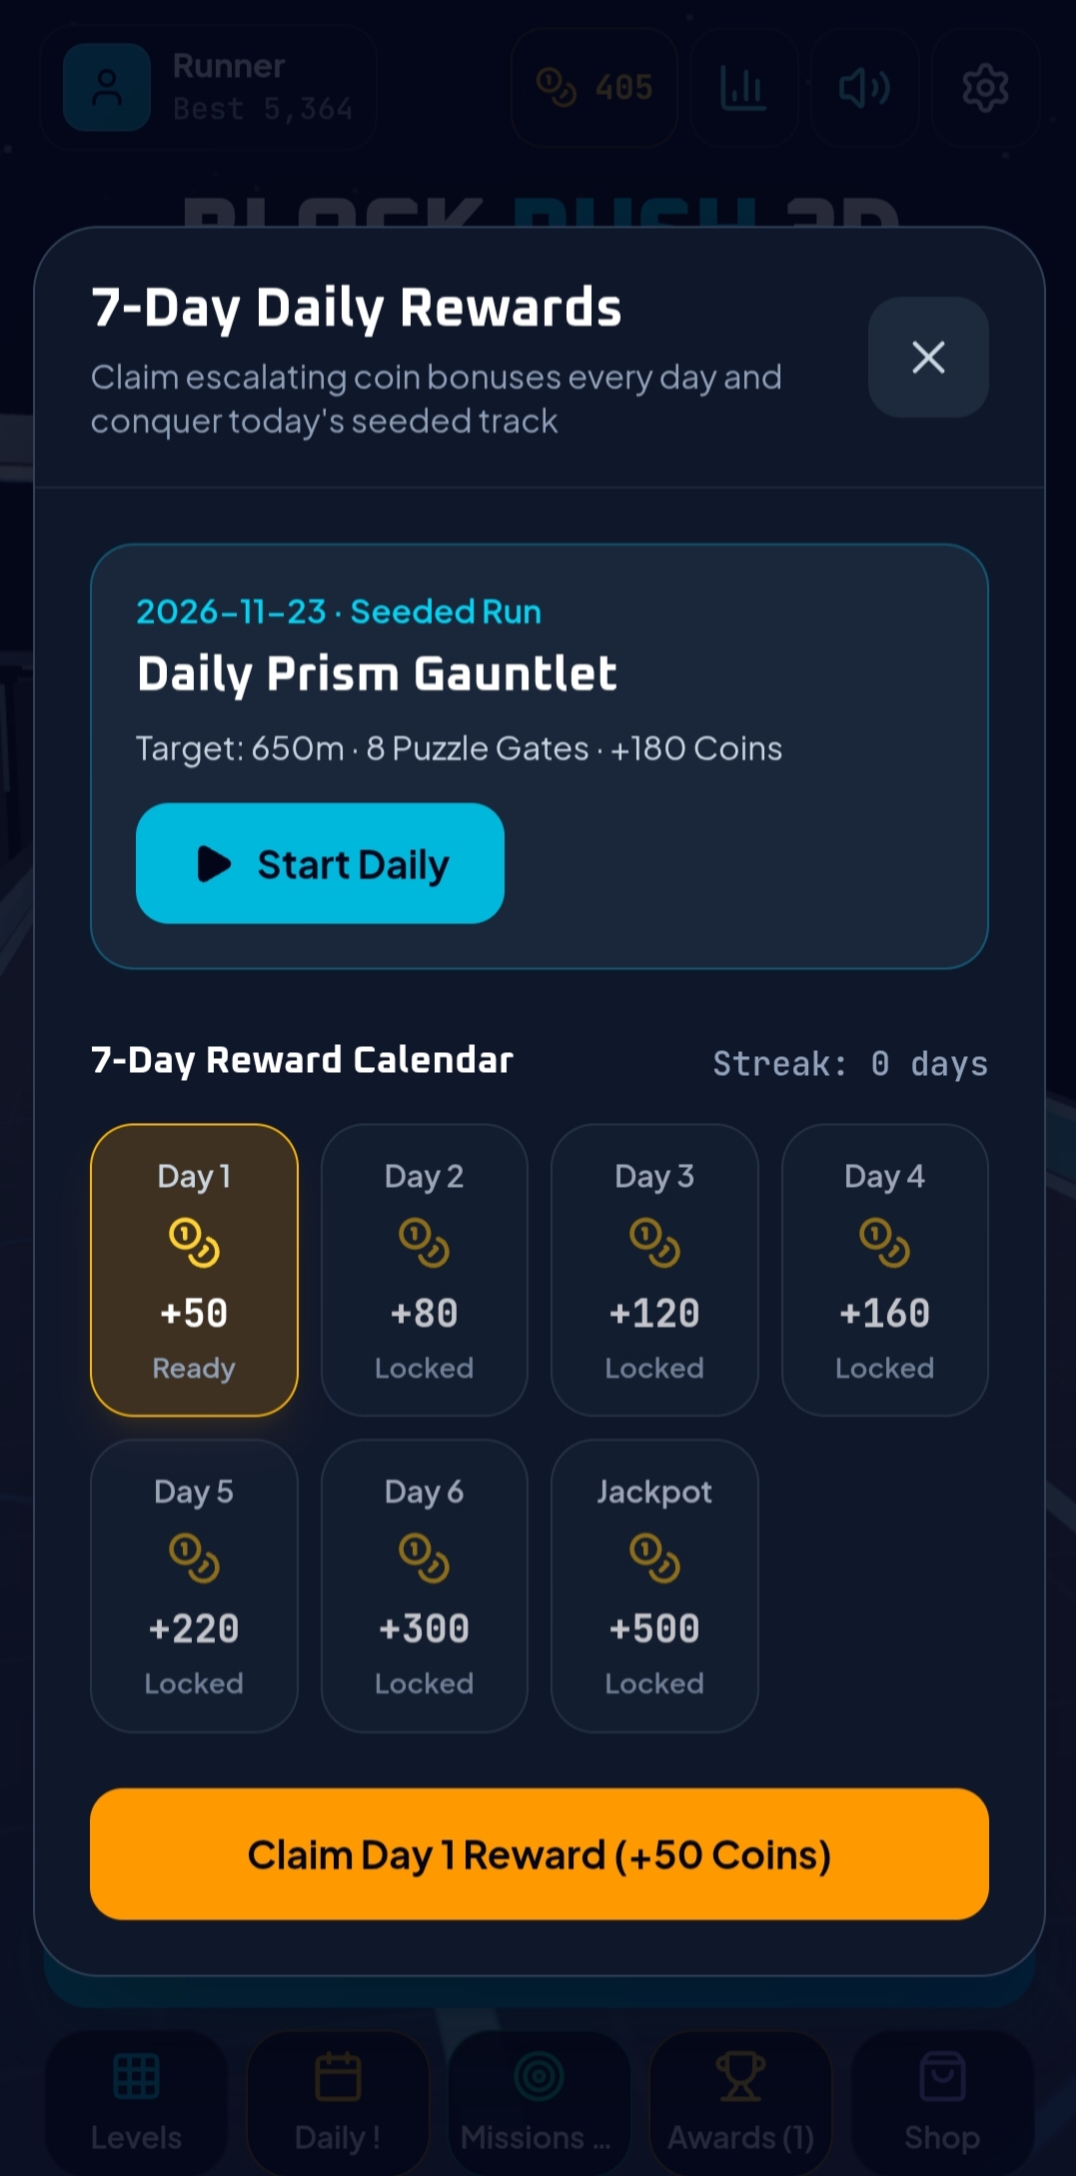 Runner
Best 5,364
405
BLOCK RUSH 3D
7-Day Daily Rewards
Claim escalating coin bonuses every day and
conquer today's seeded track
2026-11-23 · Seeded Run
Daily Prism Gauntlet
Target: 650m · 8 Puzzle Gates · +180 Coins
Start Daily
7-Day Reward Calendar
Streak: 0 days
Day 1
+50
Ready
Day 2
+80
Locked
Day 3
+120
Locked
Day 4
+160
Locked
Day 5
+220
Locked
Day 6
+300
Locked
Jackpot
+500
Locked
Claim Day 1 Reward (+50 Coins)
Levels
Daily !
Missions ...
Awards (1)
Shop